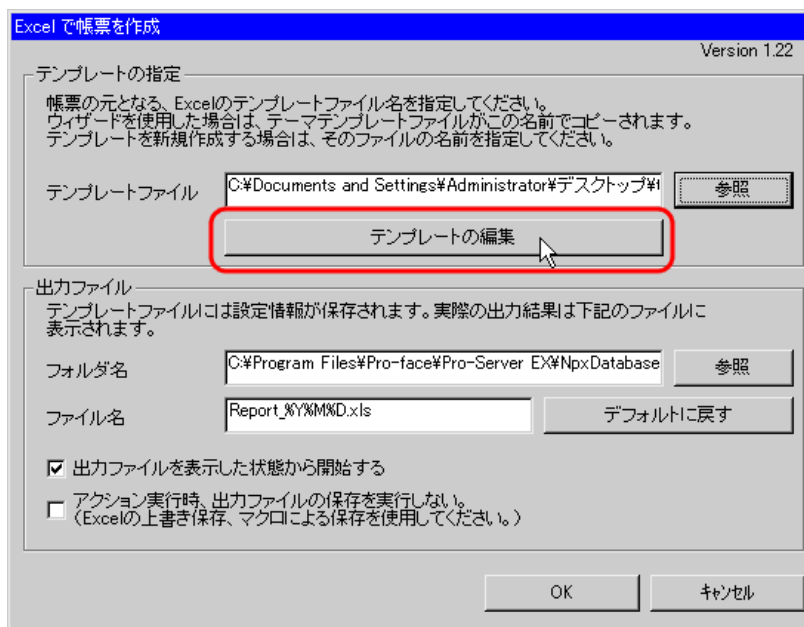 Excel で帳票を作成
Version 1.22
テンプレートの指定
帳票の元となる、Excelのテンプレートファイル名を指定してください。
ウィザードを使用した場合は、テーマテンプレートファイルがこの名前でコピーされます。
テンプレートを新規作成する場合は、そのファイルの名前を指定してください。
テンプレートファイル
C:¥Documents and Settings¥Administrator¥デスクトップ¥
参照
テンプレートの編集
出力ファイル
テンプレートファイルには設定情報が保存されます。実際の出力結果は下記のファイルに
表示されます。
フォルダ名
C:¥Program Files¥Pro-face¥Pro-Server EX¥NpxDatabase
参照
ファイル名
Report_%Y%M%D.xls
デフォルトに戻す
出力ファイルを表示した状態から開始する
アクション実行時、出力ファイルの保存を実行しない。
(Excelの上書き保存、マクロによる保存を使用してください。)
OK
キャンセル